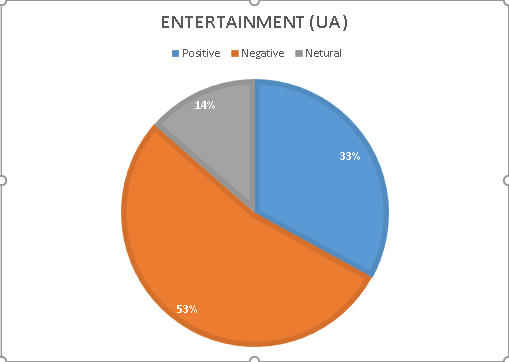 ENTERTAINMENT (UA)
Positive Negative Netural
14%
33%
53%